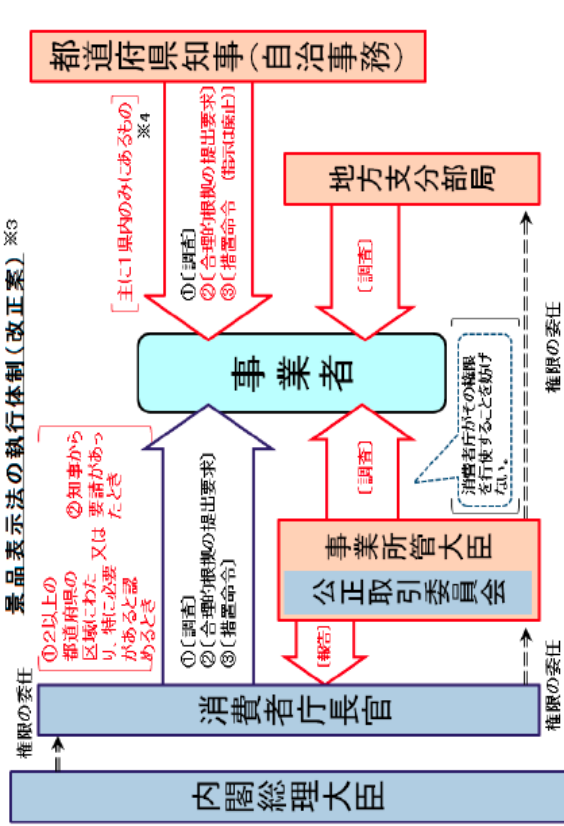 景品表示法の執行体制(改正案)※3
権限の委任
内閣総理大臣
消費者庁長官
①2以上の
都道府県の
区域にわた
り、特に必要
があると認
めるとき
又は
②知事から
要請があっ
たとき
①〔調査〕
②〔合理的根拠の提出要求〕
③〔措置命令〕
[報告]
公正取引委員会
事業所管大臣
〔調査〕
消費者庁がその権限
を行使することを妨げ
ない。
権限の委任
権限の委任
事業者
[主に1県内のみにあるもの]
※4
①〔調査〕
②〔合理的根拠の提出要求〕
③〔措置命令 (指示は廃止)〕
都道府県知事(自治事務)
〔調査〕
地方支分部局